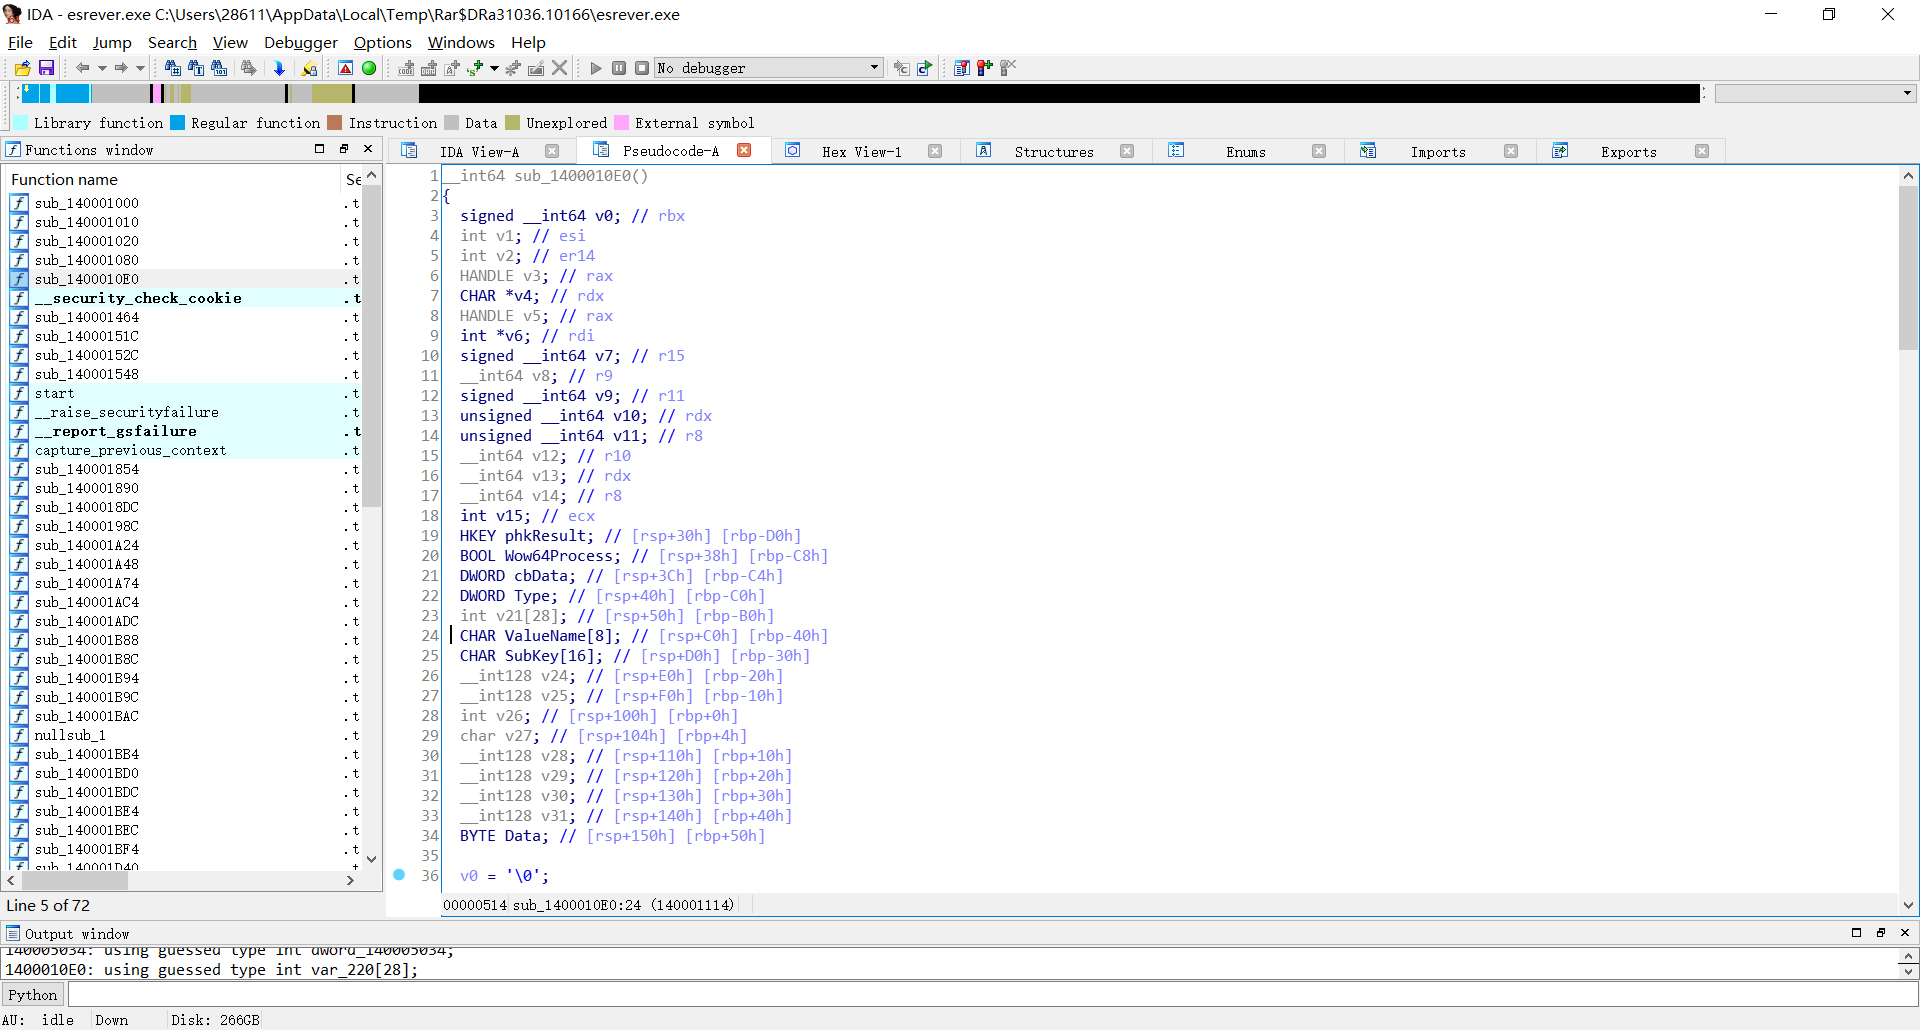 IDA - esrever.exe C:\Users\28611\AppData\Local\Temp\Rar$DRa31036.10166\esrever.exe
File Edit Jump Search View Debugger Options Windows Help
No debugger
Library function Regular function Instruction Data Unexplored External symbol
Functions window
Function name Se
sub_140001000 .t
sub_140001010 .t
sub_140001020 .t
sub_140001080 .t
sub_1400010E0 .t
__security_check_cookie .t
sub_140001464 .t
sub_14000151C .t
sub_14000152C .t
sub_140001548 .t
start .t
__raise_securityfailure .t
__report_gsfailure .t
capture_previous_context .t
sub_140001854 .t
sub_140001890 .t
sub_1400018DC .t
sub_14000198C .t
sub_140001A24 .t
sub_140001A48 .t
sub_140001A74 .t
sub_140001AC4 .t
sub_140001ADC .t
sub_140001B88 .t
sub_140001B8C .t
sub_140001B94 .t
sub_140001B9C .t
sub_140001BAC .t
nullsub_1 .t
sub_140001BB4 .t
sub_140001BD0 .t
sub_140001BDC .t
sub_140001BE4 .t
sub_140001BEC .t
sub_140001BF4 .t
sub_140001D40 .t
Line 5 of 72
IDA View-A Pseudocode-A Hex View-1 Structures Enums Imports Exports
1 __int64 sub_1400010E0()
2 {
3 signed __int64 v0; // rbx
4 int v1; // esi
5 int v2; // er14
6 HANDLE v3; // rax
7 CHAR *v4; // rdx
8 HANDLE v5; // rax
9 int *v6; // rdi
10 signed __int64 v7; // r15
11 __int64 v8; // r9
12 signed __int64 v9; // r11
13 unsigned __int64 v10; // rdx
14 unsigned __int64 v11; // r8
15 __int64 v12; // r10
16 __int64 v13; // rdx
17 __int64 v14; // r8
18 int v15; // ecx
19 HKEY phkResult; // [rsp+30h] [rbp-D0h]
20 BOOL Wow64Process; // [rsp+38h] [rbp-C8h]
21 DWORD cbData; // [rsp+3Ch] [rbp-C4h]
22 DWORD Type; // [rsp+40h] [rbp-C0h]
23 int v21[28]; // [rsp+50h] [rbp-B0h]
24 CHAR ValueName[8]; // [rsp+C0h] [rbp-40h]
25 CHAR SubKey[16]; // [rsp+D0h] [rbp-30h]
26 __int128 v24; // [rsp+E0h] [rbp-20h]
27 __int128 v25; // [rsp+F0h] [rbp-10h]
28 int v26; // [rsp+100h] [rbp+0h]
29 char v27; // [rsp+104h] [rbp+4h]
30 __int128 v28; // [rsp+110h] [rbp+10h]
31 __int128 v29; // [rsp+120h] [rbp+20h]
32 __int128 v30; // [rsp+130h] [rbp+30h]
33 __int128 v31; // [rsp+140h] [rbp+40h]
34 BYTE Data; // [rsp+150h] [rbp+50h]
35
36 v0 = '\0';
00000514 sub_1400010E0:24 (140001114)
Output window
140005034: using guessed type int dword_140005034;
1400010E0: using guessed type int var_220[28];
Python
AU: idle Down Disk: 266GB